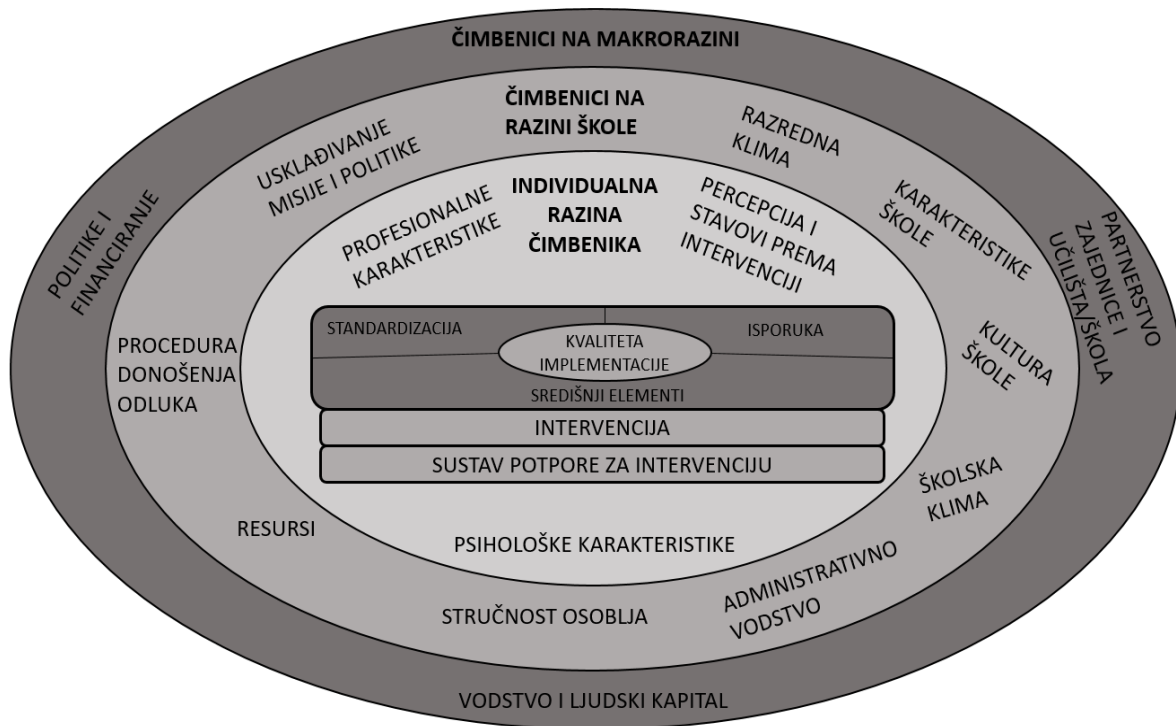 ČIMBENICI NA MAKRORAZINI
POLITIKE I
FINANCIRANJE
PARTNERSTVO
ZAJEDNICE I
UČILIŠTA/ŠKOLA
VODSTVO I LJUDSKI KAPITAL
ČIMBENICI NA
RAZINI ŠKOLE
USKLAĐIVANJE
MISIJE I POLITIKE
RAZREDNA
KLIMA
KARAKTERISTIKE
ŠKOLE
KULTURA
ŠKOLE
ŠKOLSKA
KLIMA
ADMINISTRATIVNO
VODSTVO
STRUČNOST OSOBLJA
RESURSI
PROCEDURA
DONOŠENJA
ODLUKA
INDIVIDUALNA
RAZINA
ČIMBENIKA
PROFESIONALNE
KARAKTERISTIKE
PERCEPCIJA I
STAVOVI PREMA
INTERVENCIJI
PSIHOLOŠKE KARAKTERISTIKE
STANDARDIZACIJA
ISPORUKA
KVALITETA
IMPLEMENTACIJE
SREDIŠNJI ELEMENTI
INTERVENCIJA
SUSTAV POTPORE ZA INTERVENCIJU